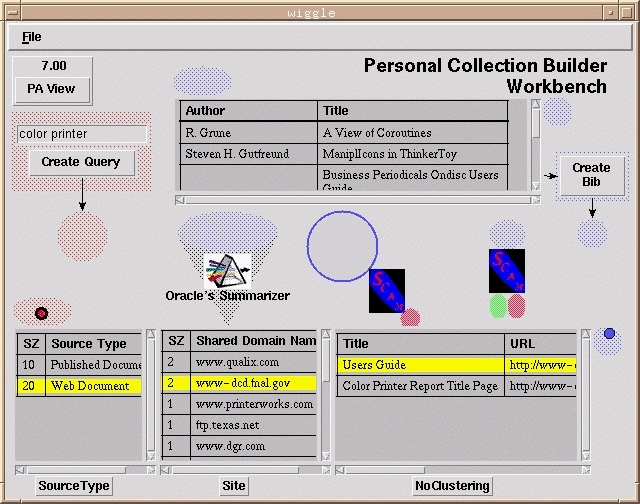 wiggle
File
7.00
PA View
Personal Collection Builder
Workbench
color printer
Create Query
Author Title
R. Grune A View of Coroutines
Steven H. Gutfreund ManiplIcons in ThinkerToy
Business Periodicals Ondisc Users
Guide
Create
Bib
Oracle's Summarizer
SCAM
SCAM
SZ Source Type
10 Published Docume
20 Web Document
SZ Shared Domain Nam
2 www.qualix.com
2 www-dcd.fnal.gov
1 www.printerworks.com
1 ftp.texas.net
1 www.dgr.com
Title URL
Users Guide http://www-
Color Printer Report Title Page http://www-
SourceType
Site
NoClustering